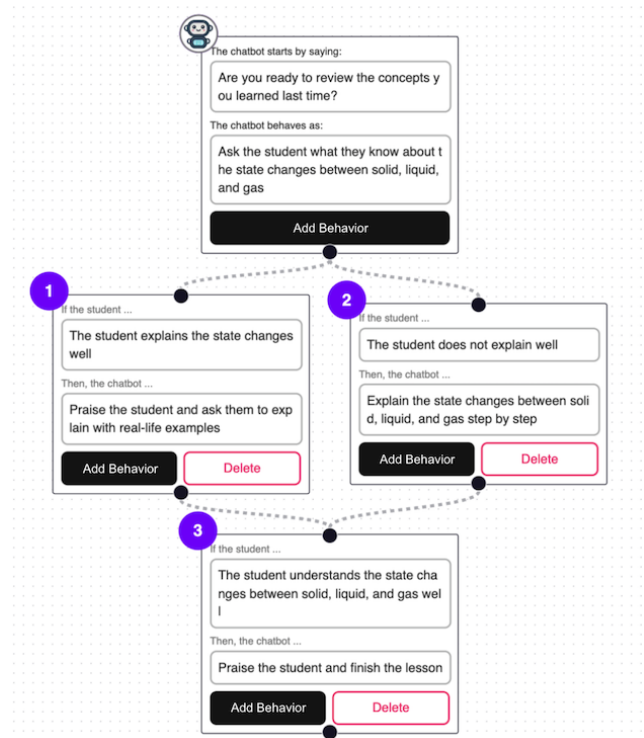 The chatbot starts by saying:
Are you ready to review the concepts y
ou learned last time?
The chatbot behaves as:
Ask the student what they know about t
he state changes between solid, liquid,
and gas
Add Behavior
1
If the student ...
The student explains the state changes
well
Then, the chatbot ...
Praise the student and ask them to exp
lain with real-life examples
Add Behavior
Delete
2
If the student ...
The student does not explain well
Then, the chatbot ...
Explain the state changes between soli
d, liquid, and gas step by step
Add Behavior
Delete
3
If the student ...
The student understands the state cha
nges between solid, liquid, and gas wel
l
Then, the chatbot ...
Praise the student and finish the lesson
Add Behavior
Delete